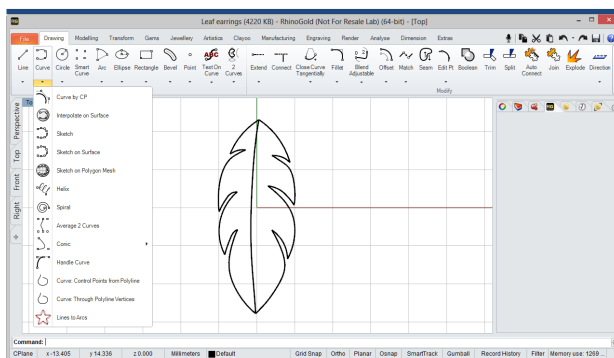 Leaf earrings (4220 KB) - RhinoGold (Not For Resale Lab) (64-bit) - [Top]
File Drawing Modelling Transform Gems Jewellery Artistics Clayoo Manufacturing Engraving Render Analyse Dimension Extras
Line Curve Circle Smart Curve Arc Ellipse Rectangle Bevel Point Text On Curve 2 Curves Extend Connect Close Curve Tangentially Fillet Blend Adjustable Offset Match Seam Edit Pt Boolean Trim Split Auto Connect Join Explode Direction
Modify
Curve by CP
Interpolate on Surface
Sketch
Sketch on Surface
Sketch on Polygon Mesh
Helix
Spiral
Average 2 Curves
Conic
Handle Curve
Curve: Control Points from Polyline
Curve: Through Polyline Vertices
Lines to Arcs
Perspective
Top
Front
Right
To
Command:
CPlane x -13.405 y 14.336 z 0.000 Millimeters Default Grid Snap Ortho Planar Osnap SmartTrack Gumball Record History Filter Memory use: 1269...